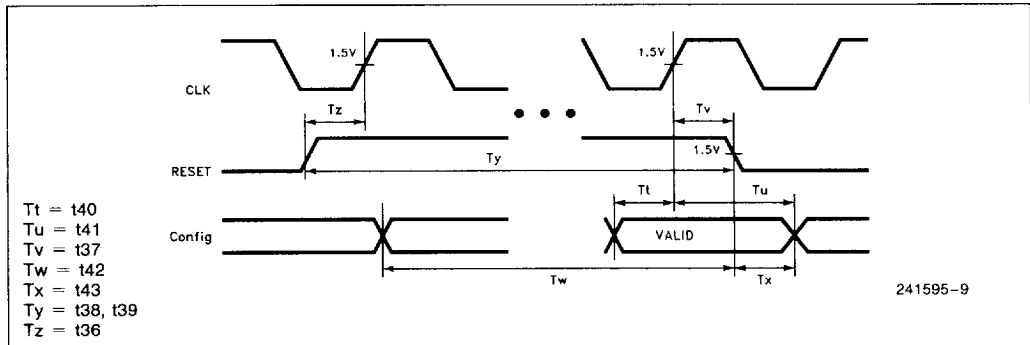 1.5V
1.5V
CLK
Tz
• • •
Tv
1.5V
RESET
Ty
Tt
Tu
Config
VALID
Tw
Tx
Tt = t40
Tu = t41
Tv = t37
Tw = t42
Tx = t43
Ty = t38, t39
Tz = t36
241595-9